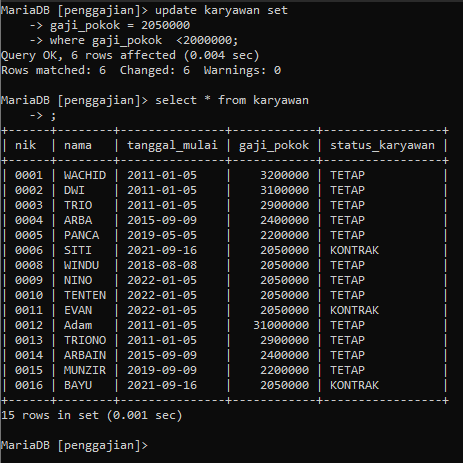 MariaDB [penggajian]> update karyawan set
    -> gaji_pokok = 2050000
    -> where gaji_pokok  <2000000;
Query OK, 6 rows affected (0.004 sec)
Rows matched: 6  Changed: 6  Warnings: 0

MariaDB [penggajian]> select * from karyawan
    -> ;
+------+--------+---------------+------------+-----------------+
| nik  | nama   | tanggal_mulai | gaji_pokok | status_karyawan |
+------+--------+---------------+------------+-----------------+
| 0001 | WACHID | 2011-01-05    |    3200000 | TETAP           |
| 0002 | DWI    | 2011-01-05    |    3100000 | TETAP           |
| 0003 | TRIO   | 2011-01-05    |    2900000 | TETAP           |
| 0004 | ARBA   | 2015-09-09    |    2400000 | TETAP           |
| 0005 | PANCA  | 2019-05-05    |    2200000 | TETAP           |
| 0006 | SITI   | 2021-09-16    |    2050000 | KONTRAK         |
| 0008 | WINDU  | 2018-08-08    |    2050000 | TETAP           |
| 0009 | NINO   | 2022-01-05    |    2050000 | TETAP           |
| 0010 | TENTEN | 2022-01-05    |    2050000 | TETAP           |
| 0011 | EVAN   | 2022-01-05    |    2050000 | KONTRAK         |
| 0012 | Adam   | 2011-01-05    |   31000000 | TETAP           |
| 0013 | TRIONO | 2011-01-05    |    2900000 | TETAP           |
| 0014 | ARBAIN | 2015-09-09    |    2400000 | TETAP           |
| 0015 | MUNZIR | 2019-09-09    |    2200000 | TETAP           |
| 0016 | BAYU   | 2021-09-16    |    2050000 | KONTRAK         |
+------+--------+---------------+------------+-----------------+
15 rows in set (0.001 sec)

MariaDB [penggajian]>